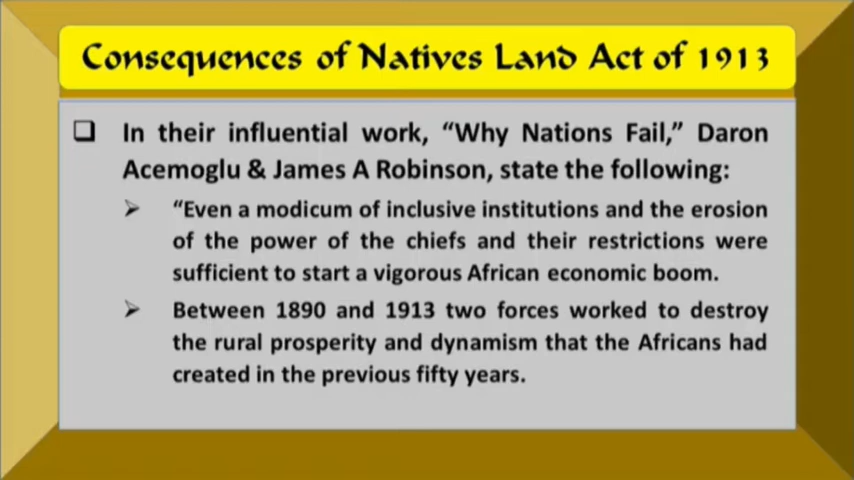 Consequences of Natives Land Act of 1913
In their influential work, “Why Nations Fail,” Daron
Acemoglu & James A Robinson, state the following:
“Even a modicum of inclusive institutions and the erosion
of the power of the chiefs and their restrictions were
sufficient to start a vigorous African economic boom.
Between 1890 and 1913 two forces worked to destroy
the rural prosperity and dynamism that the Africans had
created in the previous fifty years.